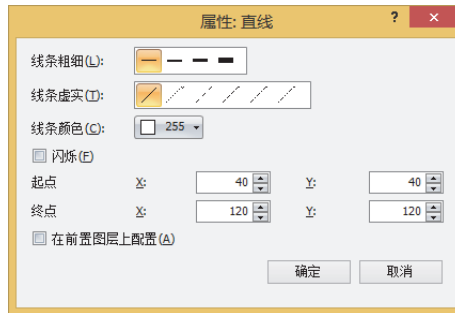 属性: 直线
线条粗细(L):
线条虚实(T):
线条颜色(C): 255
闪烁(F)
起点 X: 40 Y: 40
终点 X: 120 Y: 120
在前置图层上配置(A)
确定 取消